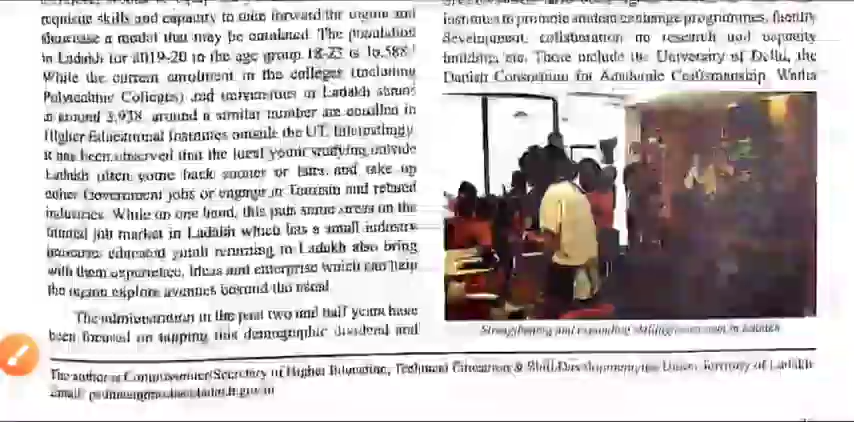 requisite skills and capacity to take forward the region and
showcase a model that may be emulated. The population
in Ladakh for 2019-20 in the age group 18-23 is
While the current enrolment in the colleges (including
Polytechnic Colleges) and universities in Ladakh stands
at around 3,938 around a similar number are enrolled in
Higher Educational Institutes outside the UT. Interestingly,
it has been observed that the local youth studying outside
Ladakh often come back sooner or later and take up
either Government jobs or engage in Tourism and related
industries. While on one hand, this puts some stress on the
limited job market in Ladakh which has a small industry
educated youth returning to Ladakh also bring
with them experience, ideas and enterprise which can help
the region explore avenues beyond the usual.
The administration in the past two and half years have
been focused on tapping this demographic dividend and
institutes to promote student exchange programmes, faculty
development, collaboration on research and capacity
building, etc. These include the University of Delhi, the
Danish Consortium for Academic Craftsmanship,
Strengthening and expanding skilling in Ladakh
The author is Commissioner/Secretary of Higher Education, Technical Education & Skill Development, Union Territory of Ladakh
email: